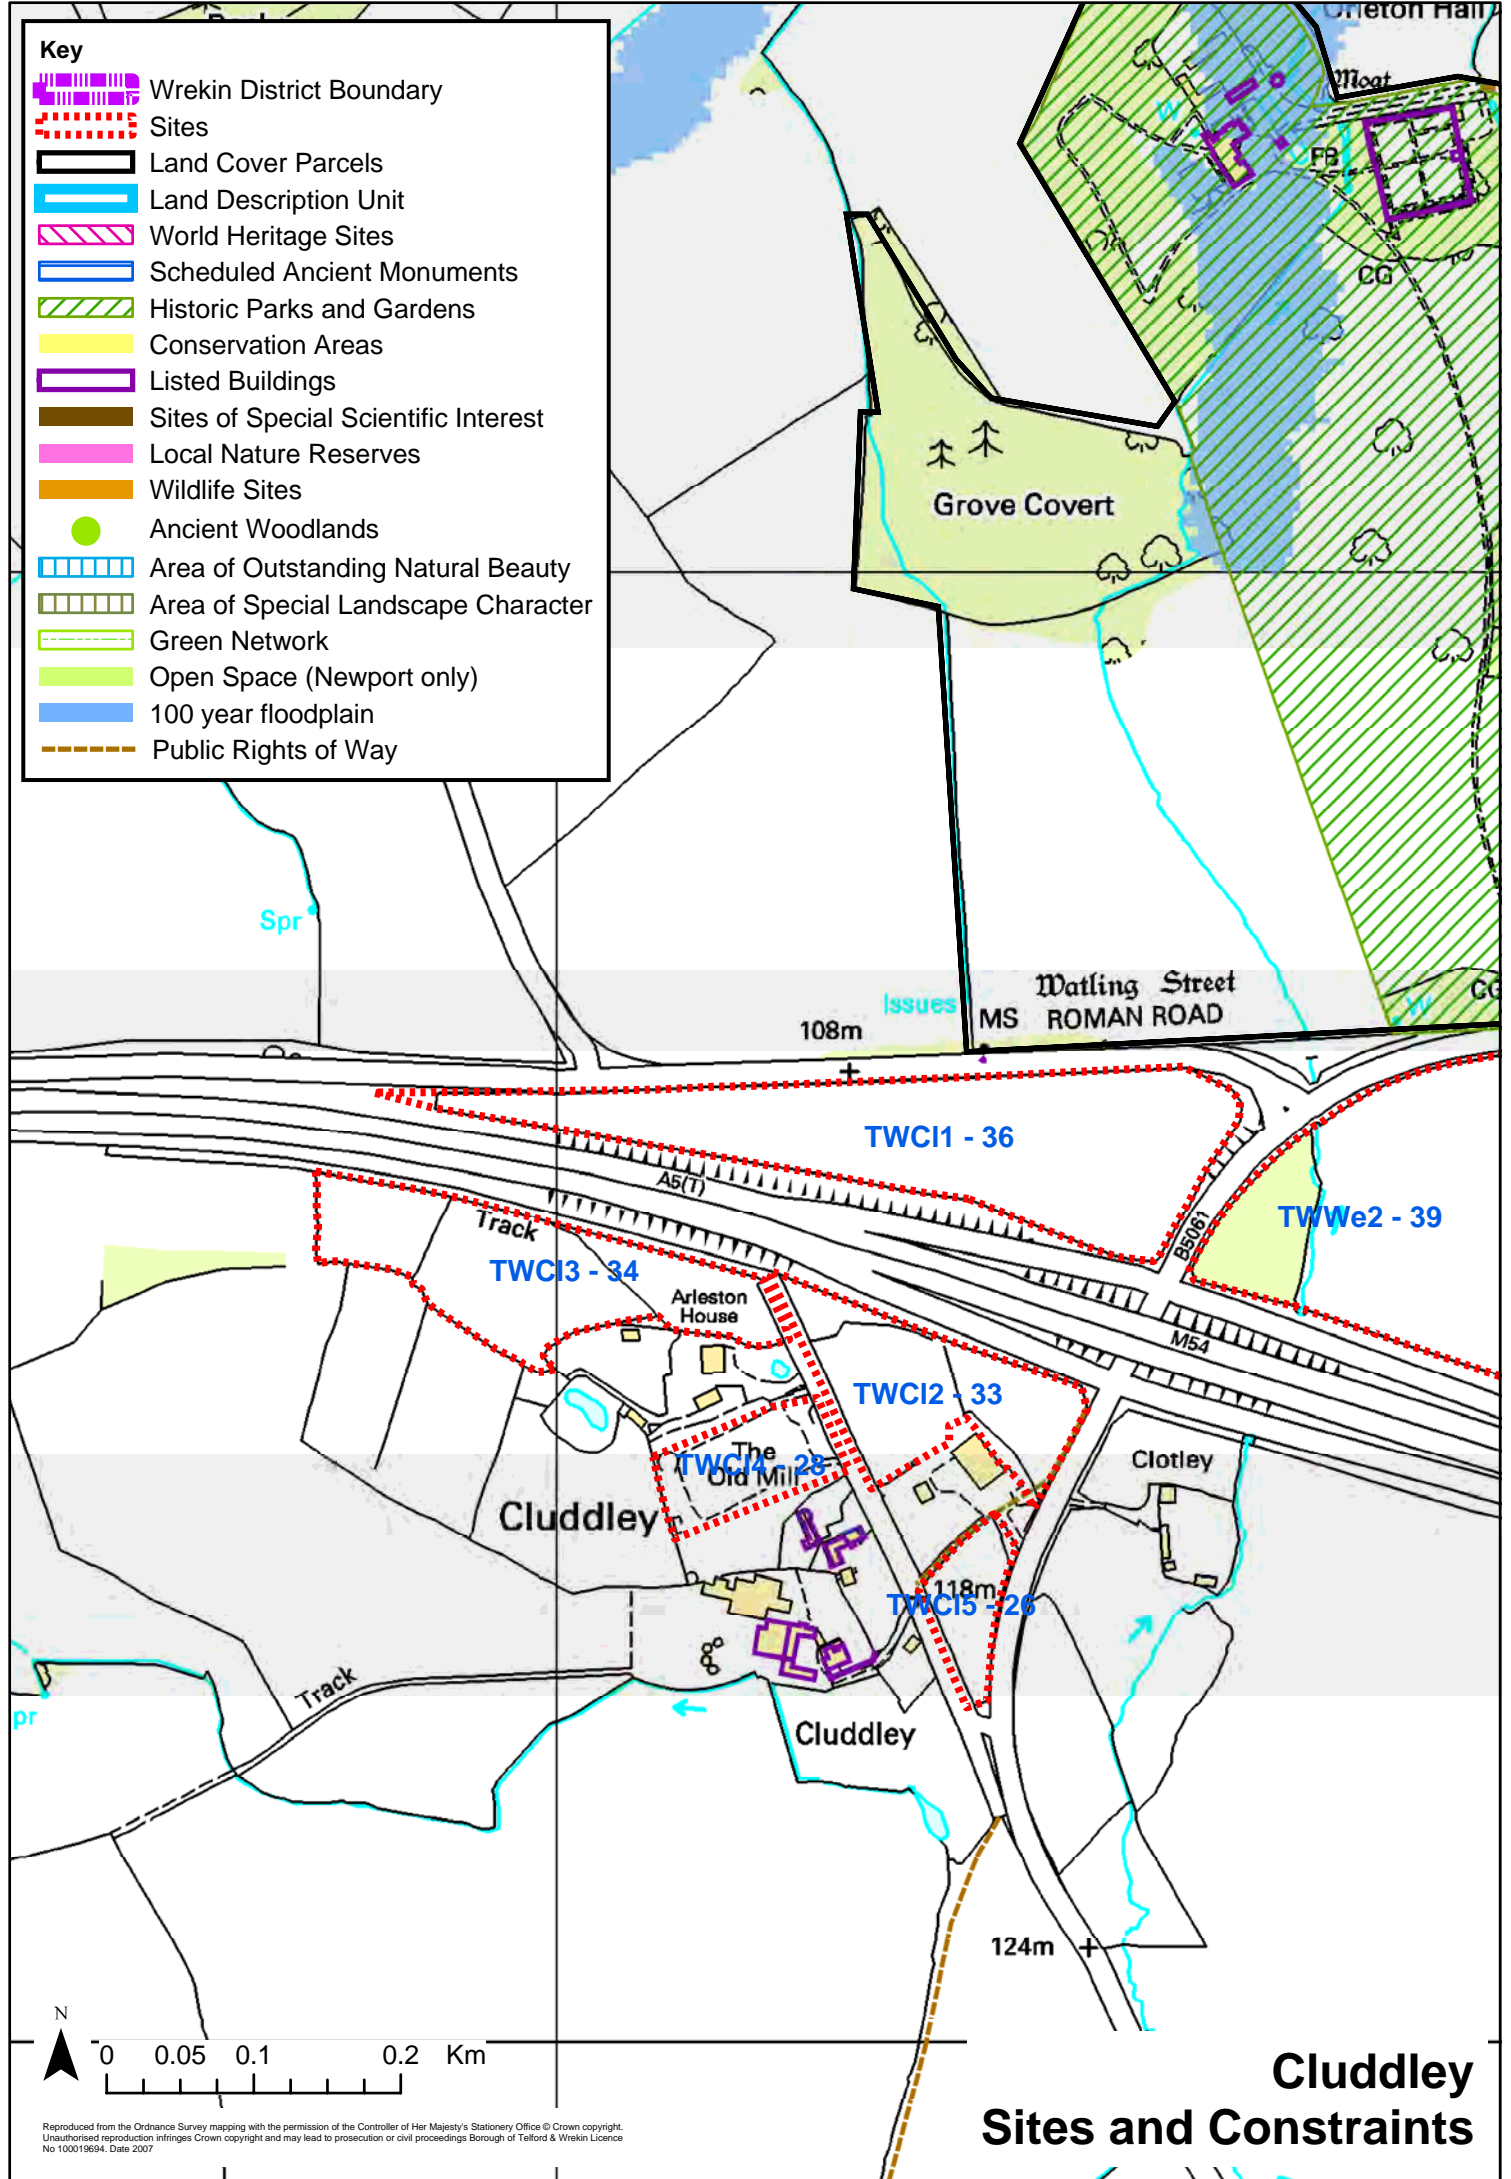 Orleton Hall
Key
Wrekin District Boundary
Sites
Land Cover Parcels
Land Description Unit
World Heritage Sites
Scheduled Ancient Monuments
Historic Parks and Gardens
Conservation Areas
Listed Buildings
Sites of Special Scientific Interest
Local Nature Reserves
Wildlife Sites
Ancient Woodlands
Area of Outstanding Natural Beauty
Area of Special Landscape Character
Green Network
Open Space (Newport only)
100 year floodplain
Public Rights of Way
Moat
W
FB
CG
Grove Covert
Spr
Issues
MS
Watling Street
ROMAN ROAD
W
CG
108m
TWCl1 - 36
A5(T)
B5061
TWWe2 - 39
Track
TWCl3 - 34
Arleston
House
M54
TWCl2 - 33
The
Old Mill
TWCl4 - 28
Clotley
Cluddley
118m
TWCl5 - 26
Track
pr
Cluddley
124m
N
0 0.05 0.1 0.2 Km
Cluddley
Sites and Constraints
Reproduced from the Ordnance Survey mapping with the permission of the Controller of Her Majesty's Stationery Office © Crown copyright.
Unauthorised reproduction infringes Crown copyright and may lead to prosecution or civil proceedings Borough of Telford & Wrekin Licence
No 100019694. Date 2007